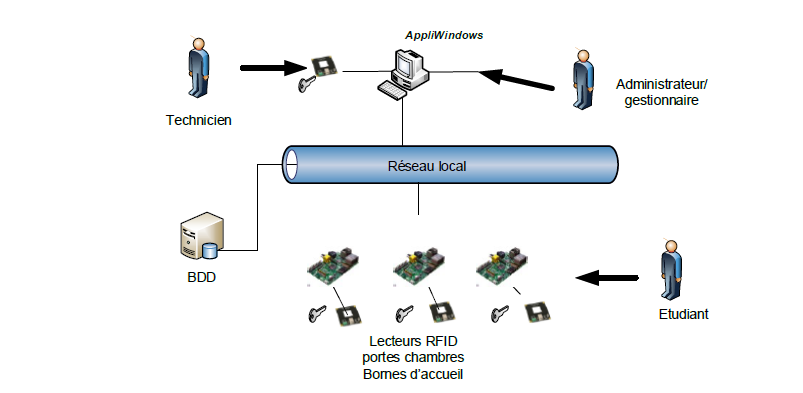 AppliWindows
Technicien
Administrateur/
gestionnaire
Réseau local
BDD
Etudiant
Lecteurs RFID
portes chambres
Bornes d'accueil